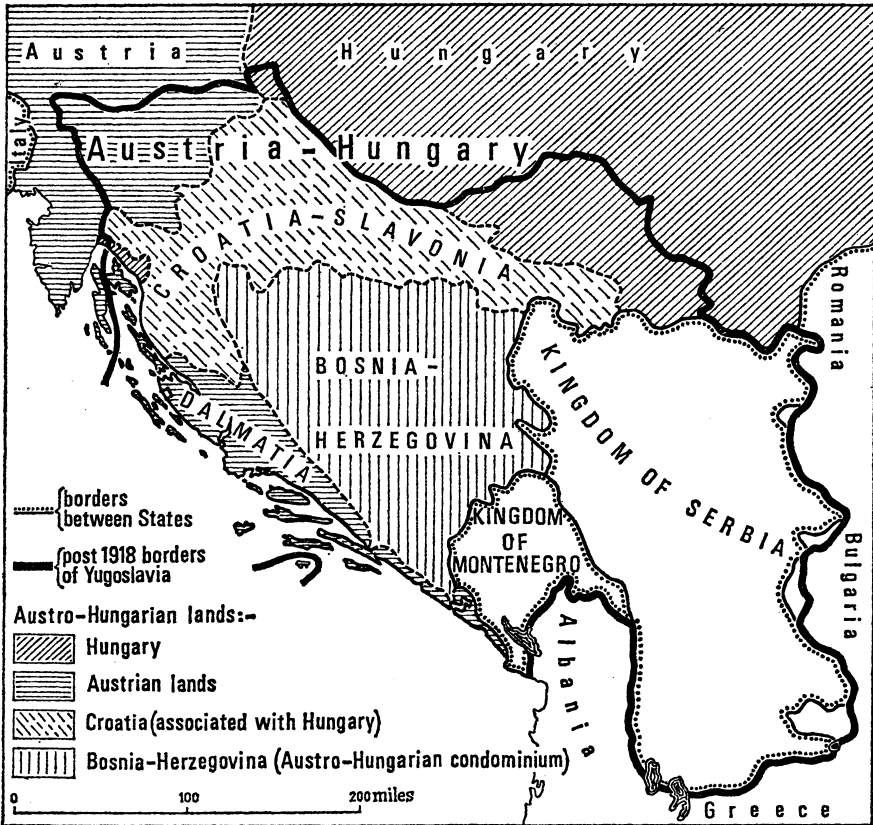 Austria
Hungary
Italy
Austria-Hungary
CROATIA-SLAVONIA
Romania
BOSNIA-
HERZEGOVINA
KINGDOM OF SERBIA
DALMATIA
KINGDOM
OF
MONTENEGRO
Bulgaria
Albania
Greece
borders
between States
post 1918 borders
of Yugoslavia
Austro-Hungarian lands:-
Hungary
Austrian lands
Croatia (associated with Hungary)
Bosnia-Herzegovina (Austro-Hungarian condominium)
0 100 200 miles